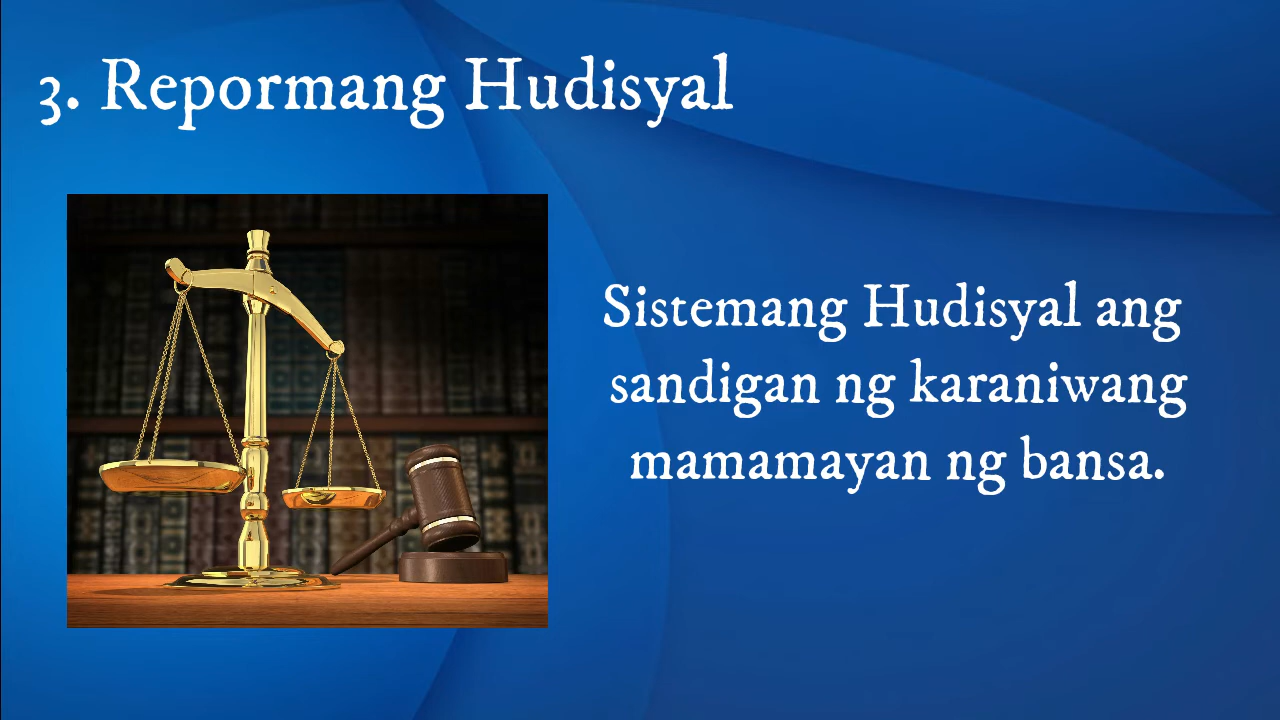 3. Repormang Hudisyal
Sistemang Hudisyal ang
sandigan ng karaniwang
mamamayan ng bansa.